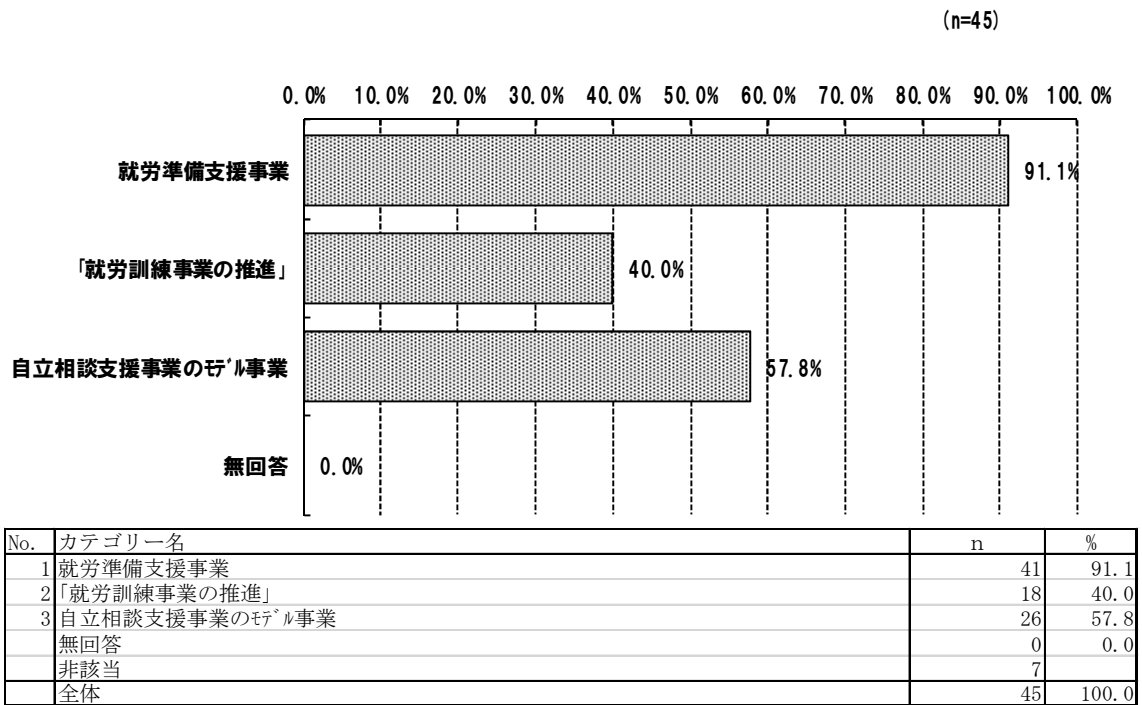 (n=45)
0.0% 10.0% 20.0% 30.0% 40.0% 50.0% 60.0% 70.0% 80.0% 90.0% 100.0%
就労準備支援事業 91.1%
「就労訓練事業の推進」 40.0%
自立相談支援事業のﾓﾃﾞﾙ事業 57.8%
無回答 0.0%
No. カテゴリー名 n %
1 就労準備支援事業 41 91.1
2 「就労訓練事業の推進」 18 40.0
3 自立相談支援事業のﾓﾃﾞﾙ事業 26 57.8
無回答 0 0.0
非該当 7
全体 45 100.0